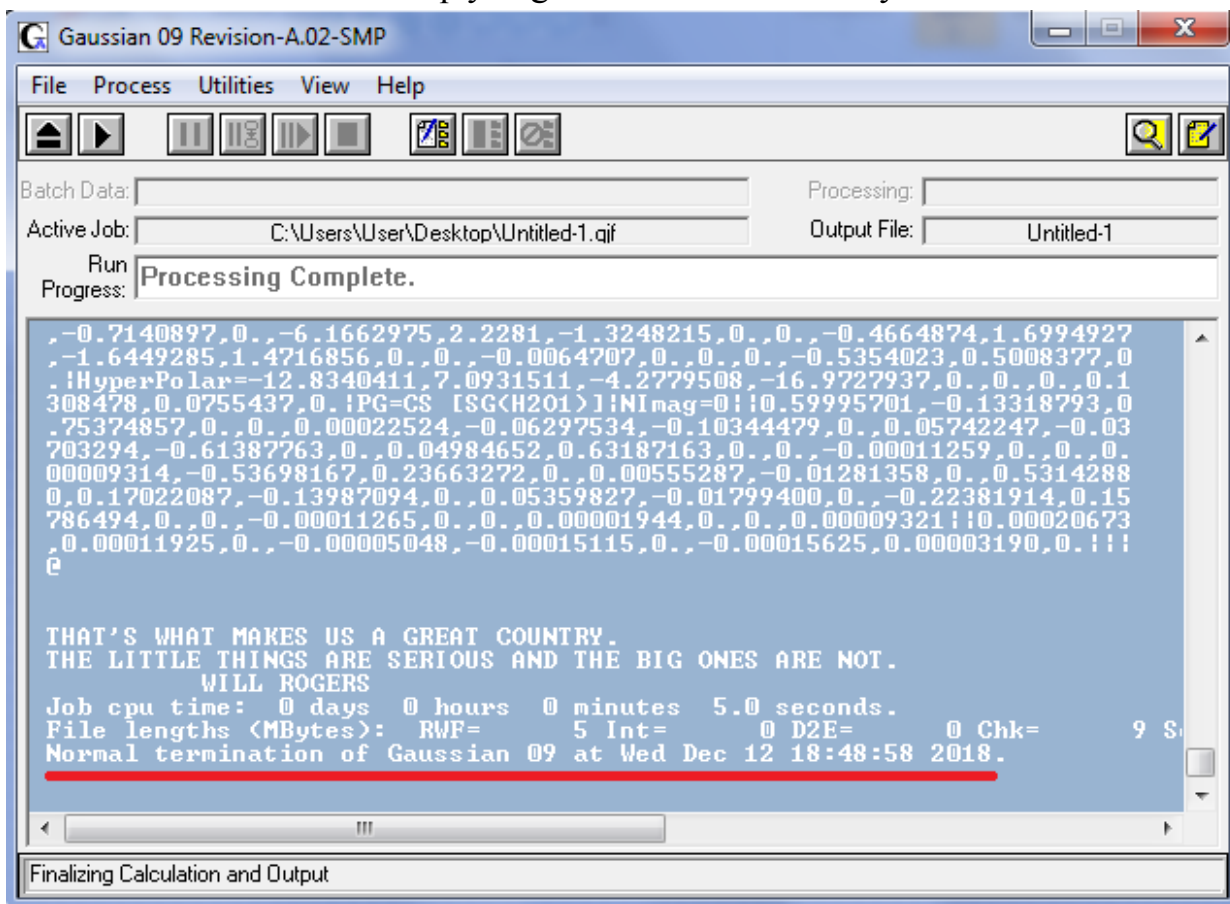 Gaussian 09 Revision-A.02-SMP
File Process Utilities View Help
Batch Data:
Processing:
Active Job: C:\Users\User\Desktop\Untitled-1.gjf
Output File: Untitled-1
Run Progress: Processing Complete.
,-0.7140897,0.,-6.1662975,2.2281,-1.3248215,0.,0.,-0.4664874,1.6994927
,-1.6449285,1.4716856,0.,0.,-0.0064707,0.,0.,0.,-0.5354023,0.5008377,0
.|HyperPolar=-12.8340411,7.0931511,-4.2779508,-16.9727937,0.,0.,0.,0.1
308478,0.0755437,0.|PG=CS [SG(H2O1)]|NImag=0||0.59995701,-0.13318793,0
.75374857,0.,0.,0.00022524,-0.06297534,-0.10344479,0.,0.05742247,-0.03
703294,-0.61387763,0.,0.04984652,0.63187163,0.,0.,-0.00011259,0.,0.,0.
00009314,-0.53698167,0.23663272,0.,0.00555287,-0.01281358,0.,0.5314288
0,0.17022087,-0.13987094,0.,0.05359827,-0.01799400,0.,-0.22381914,0.15
786494,0.,0.,-0.00011265,0.,0.,0.00001944,0.,0.,0.00009321||0.00020673
,0.00011925,0.,-0.00005048,-0.00015115,0.,-0.00015625,0.00003190,0.|||
@
THAT'S WHAT MAKES US A GREAT COUNTRY.
THE LITTLE THINGS ARE SERIOUS AND THE BIG ONES ARE NOT.
WILL ROGERS
Job cpu time: 0 days 0 hours 0 minutes 5.0 seconds.
File lengths (MBytes): RWF= 5 Int= 0 D2E= 0 Chk= 9 S
Normal termination of Gaussian 09 at Wed Dec 12 18:48:58 2018.
Finalizing Calculation and Output